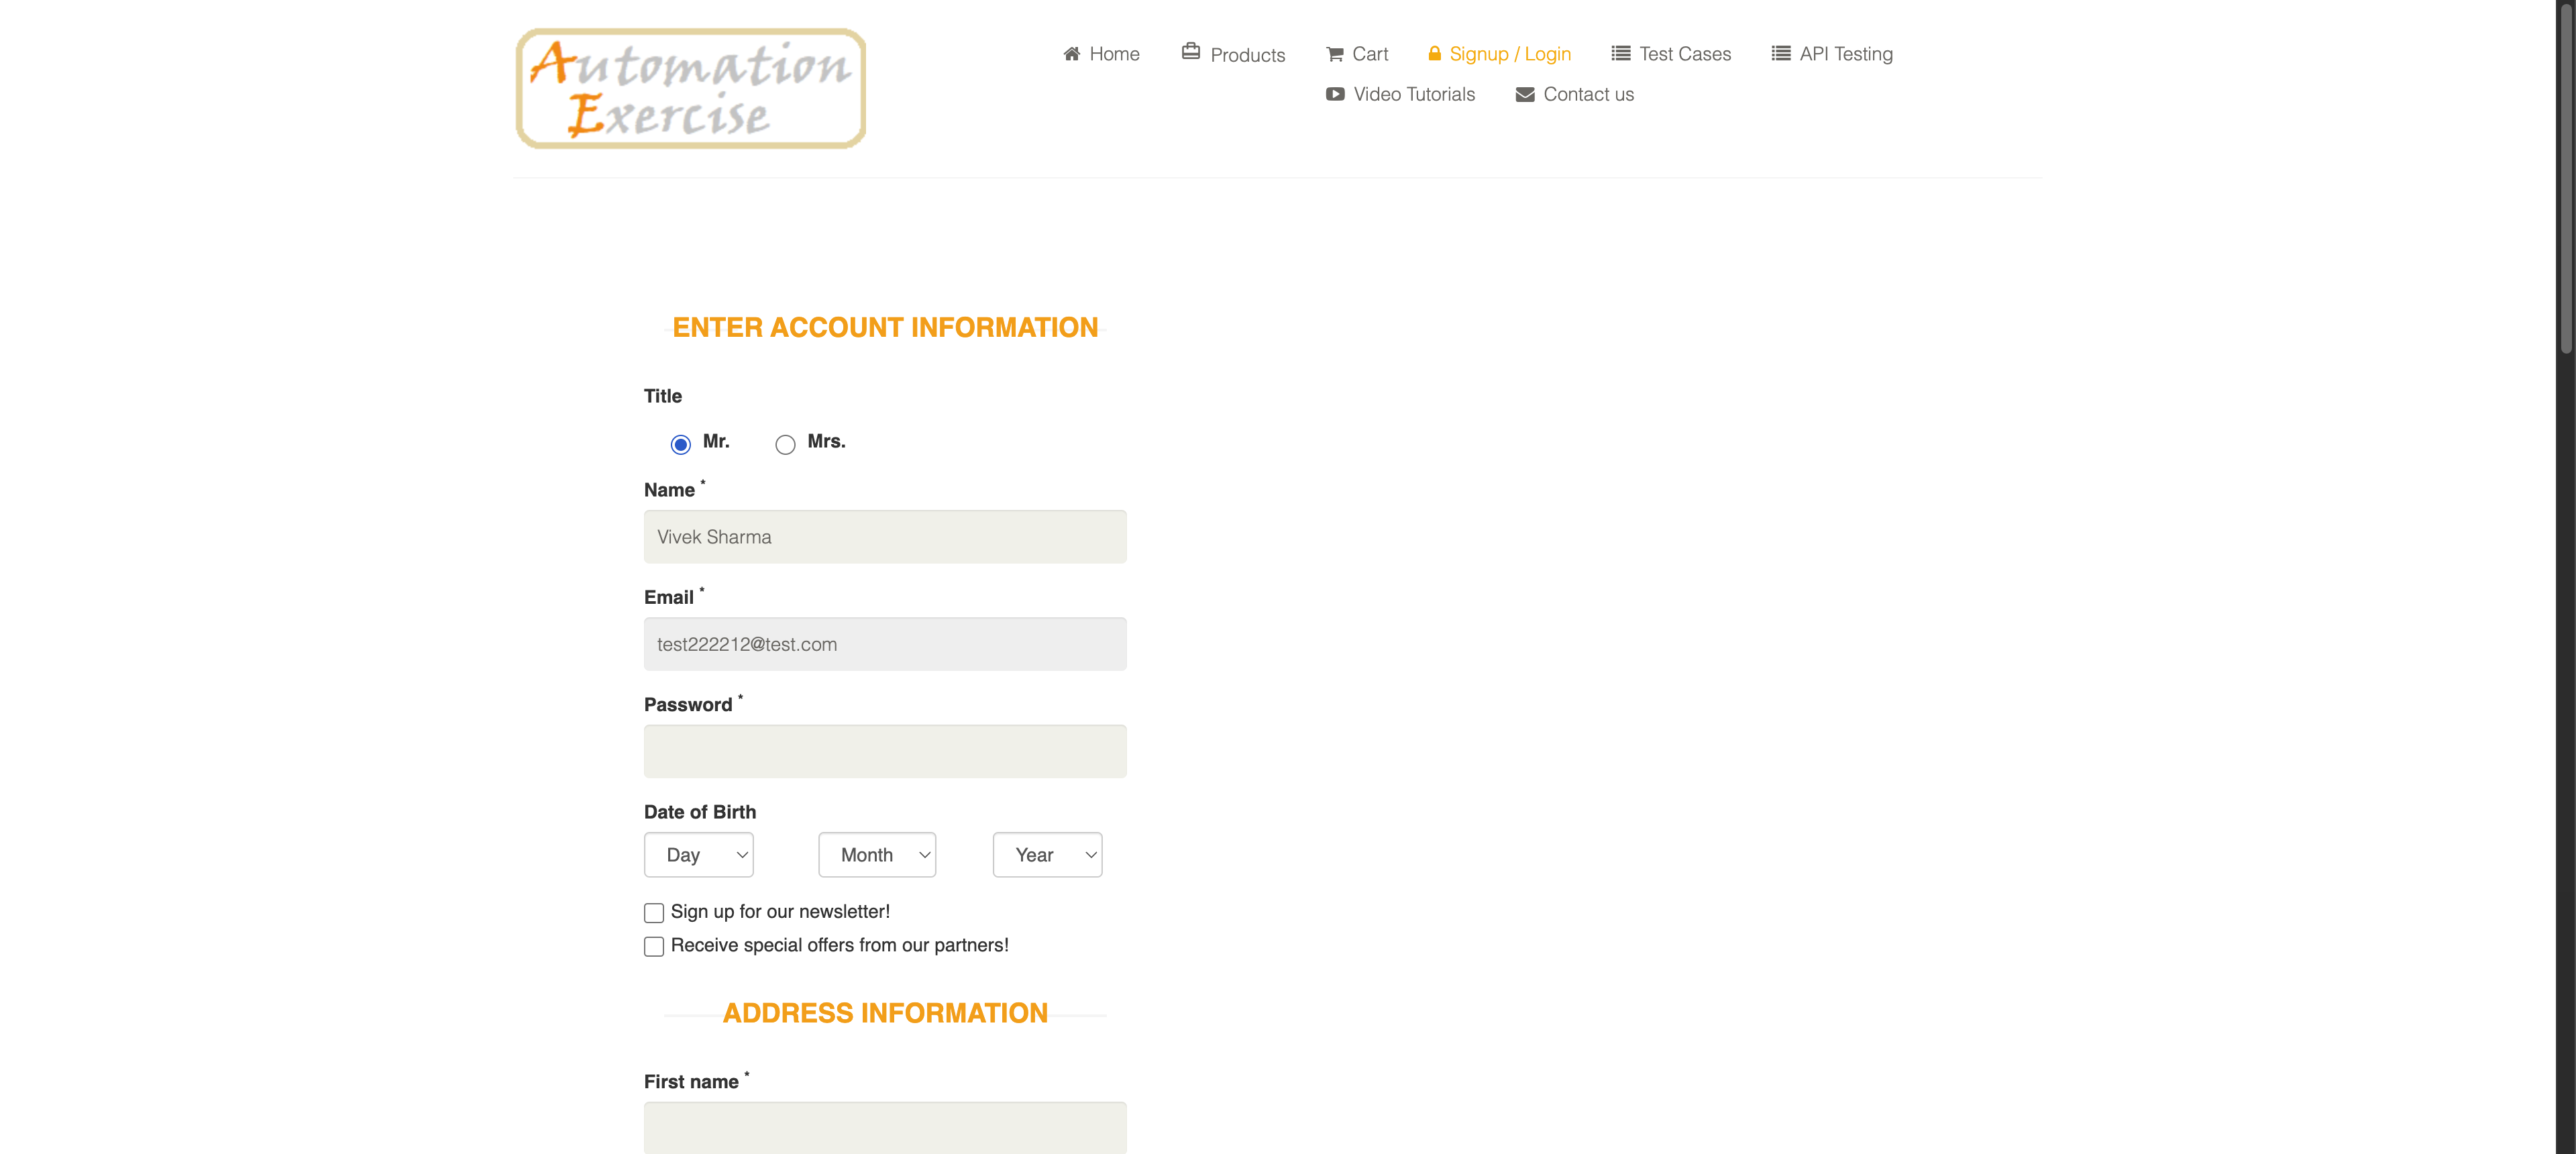 Automation
Exercise
Home Products Cart Signup / Login Test Cases API Testing
Video Tutorials Contact us
ENTER ACCOUNT INFORMATION
Title
Mr. Mrs.
Name *
Vivek Sharma
Email *
test222212@test.com
Password *
Date of Birth
Day Month Year
Sign up for our newsletter!
Receive special offers from our partners!
ADDRESS INFORMATION
First name *